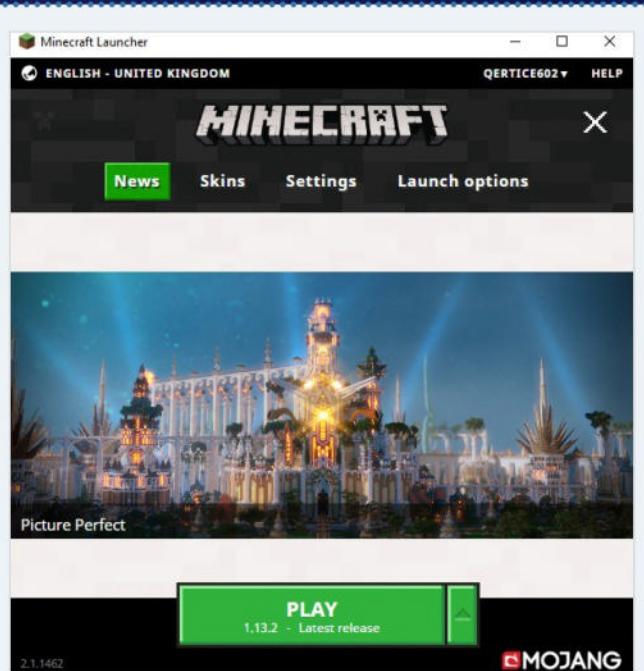 Minecraft Launcher
ENGLISH - UNITED KINGDOM
QERTICE602
HELP
MINECRAFT
News
Skins
Settings
Launch options
Picture Perfect
PLAY
1.13.2 - Latest release
2.1.1462
MOJANG